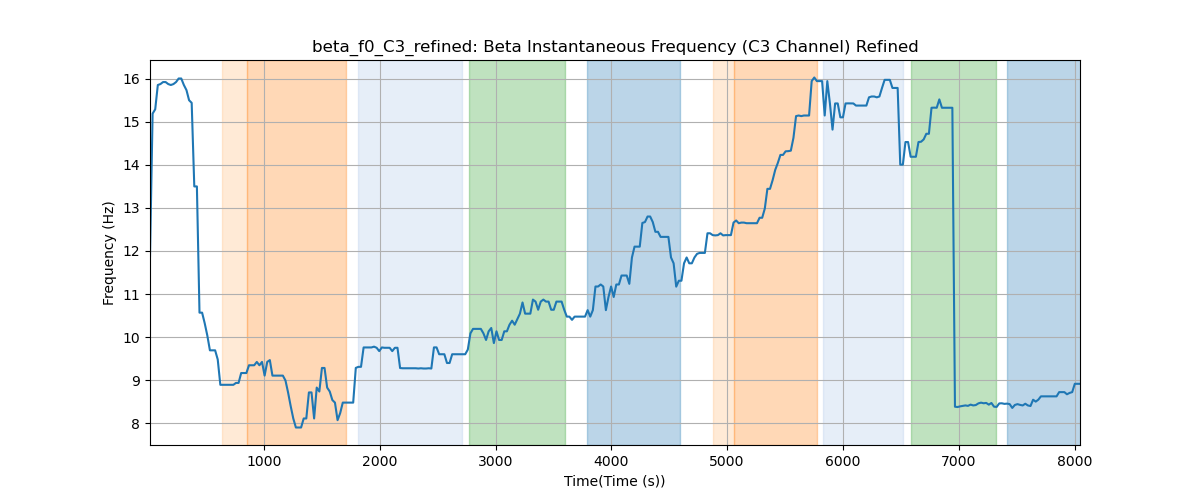 beta_f0_C3_refined: Beta Instantaneous Frequency (C3 Channel) Refined
16
15
14
13
12
11
10
9
8
Frequency (Hz)
1000 2000 3000 4000 5000 6000 7000 8000
Time(Time (s))